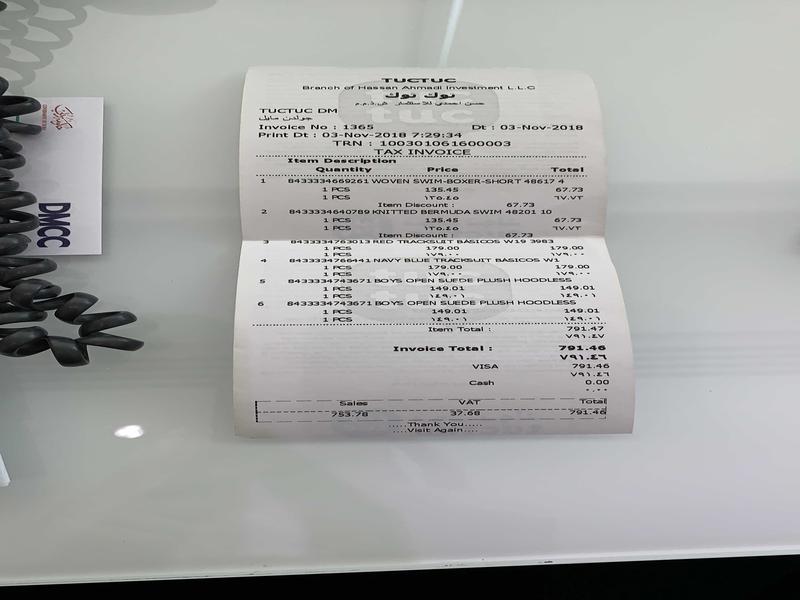 TUCTUC
Branch of Hassan Ahmadi Investment L.L.C
توك توك
حسن احمدي للاستثمار ش.ذ.م.م
TUCTUC DM
جولدن مايل
Invoice No : 1365 Dt : 03-Nov-2018
Print Dt : 03-Nov-2018 7:29:34
TRN : 100301061600003
TAX INVOICE
Item Description
Quantity Price Total
1 8433334669261 WOVEN SWIM-BOXER-SHORT 48617 4
1 PCS 135.45 67.73
1 PCS ١٣٥.٤٥ ٦٧.٧٣
Item Discount : 67.73
2 8433334640789 KNITTED BERMUDA SWIM 48201 10
1 PCS 135.45 67.73
1 PCS ١٣٥.٤٥ ٦٧.٧٣
Item Discount : 67.73
3 8433334763013 RED TRACKSUIT BASICOS W19 3983
1 PCS 179.00 179.00
1 PCS ١٧٩.٠٠ ١٧٩.٠٠
4 8433334766441 NAVY BLUE TRACKSUIT BASICOS W1
1 PCS 179.00 179.00
1 PCS ١٧٩.٠٠ ١٧٩.٠٠
5 8433334743671 BOYS OPEN SUEDE PLUSH HOODLESS
1 PCS 149.01 149.01
1 PCS ١٤٩.٠١ ١٤٩.٠١
6 8433334743671 BOYS OPEN SUEDE PLUSH HOODLESS
1 PCS 149.01 149.01
1 PCS ١٤٩.٠١ ١٤٩.٠١
Item Total : 791.47
٧٩١.٤٧
Invoice Total : 791.46
٧٩١.٤٦
VISA 791.46
٧٩١.٤٦
Cash 0.00
٠.٠٠
Sales VAT Total
753.78 37.68 791.46
.....Thank You.....
....Visit Again....
DMCC
tuc